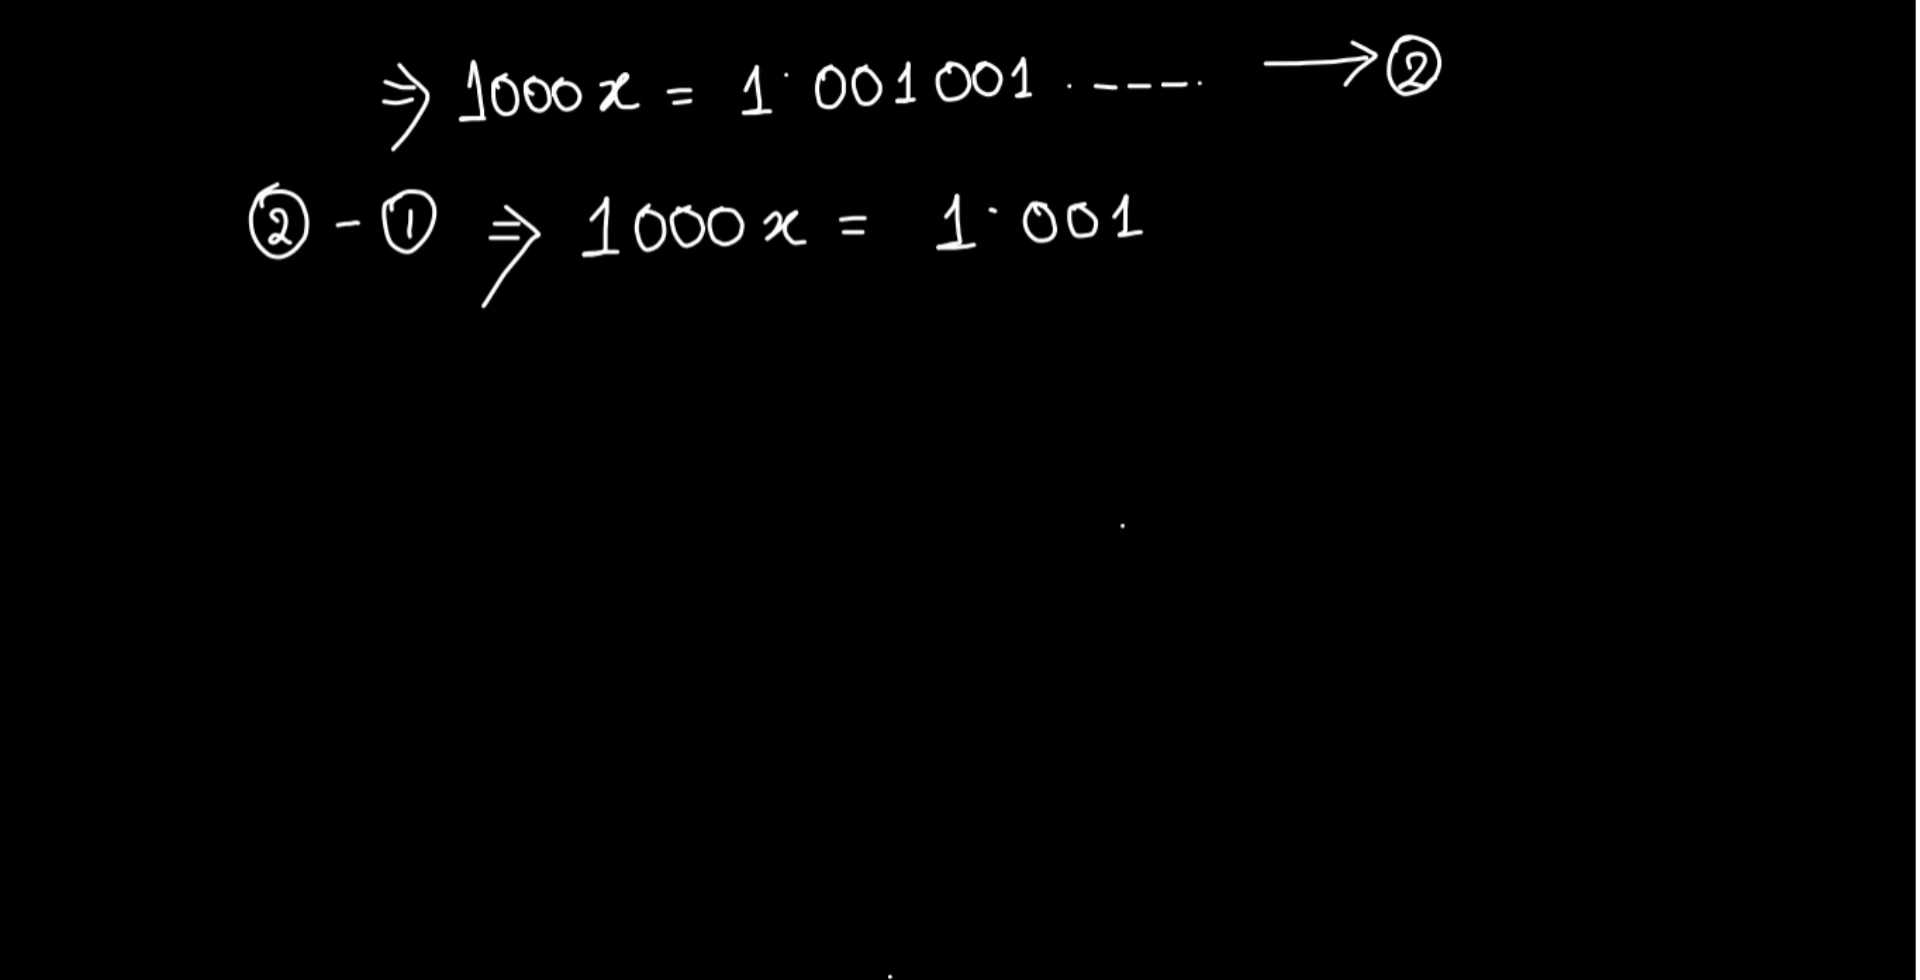 ⇒ 1000x = 1·001001 .----. ⟶ ②
② - ① ⇒ 1000x = 1·001